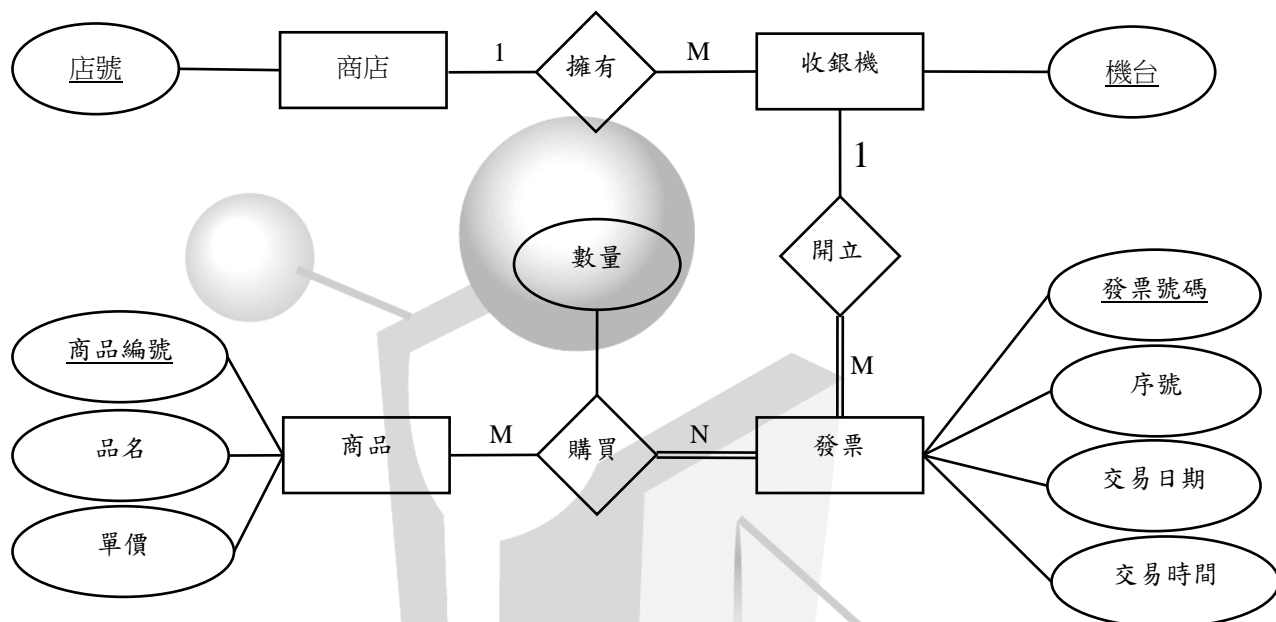 店號
商店
1
擁有
M
收銀機
機台
1
開立
M
數量
商品編號
品名
單價
商品
M
購買
N
發票
發票號碼
序號
交易日期
交易時間